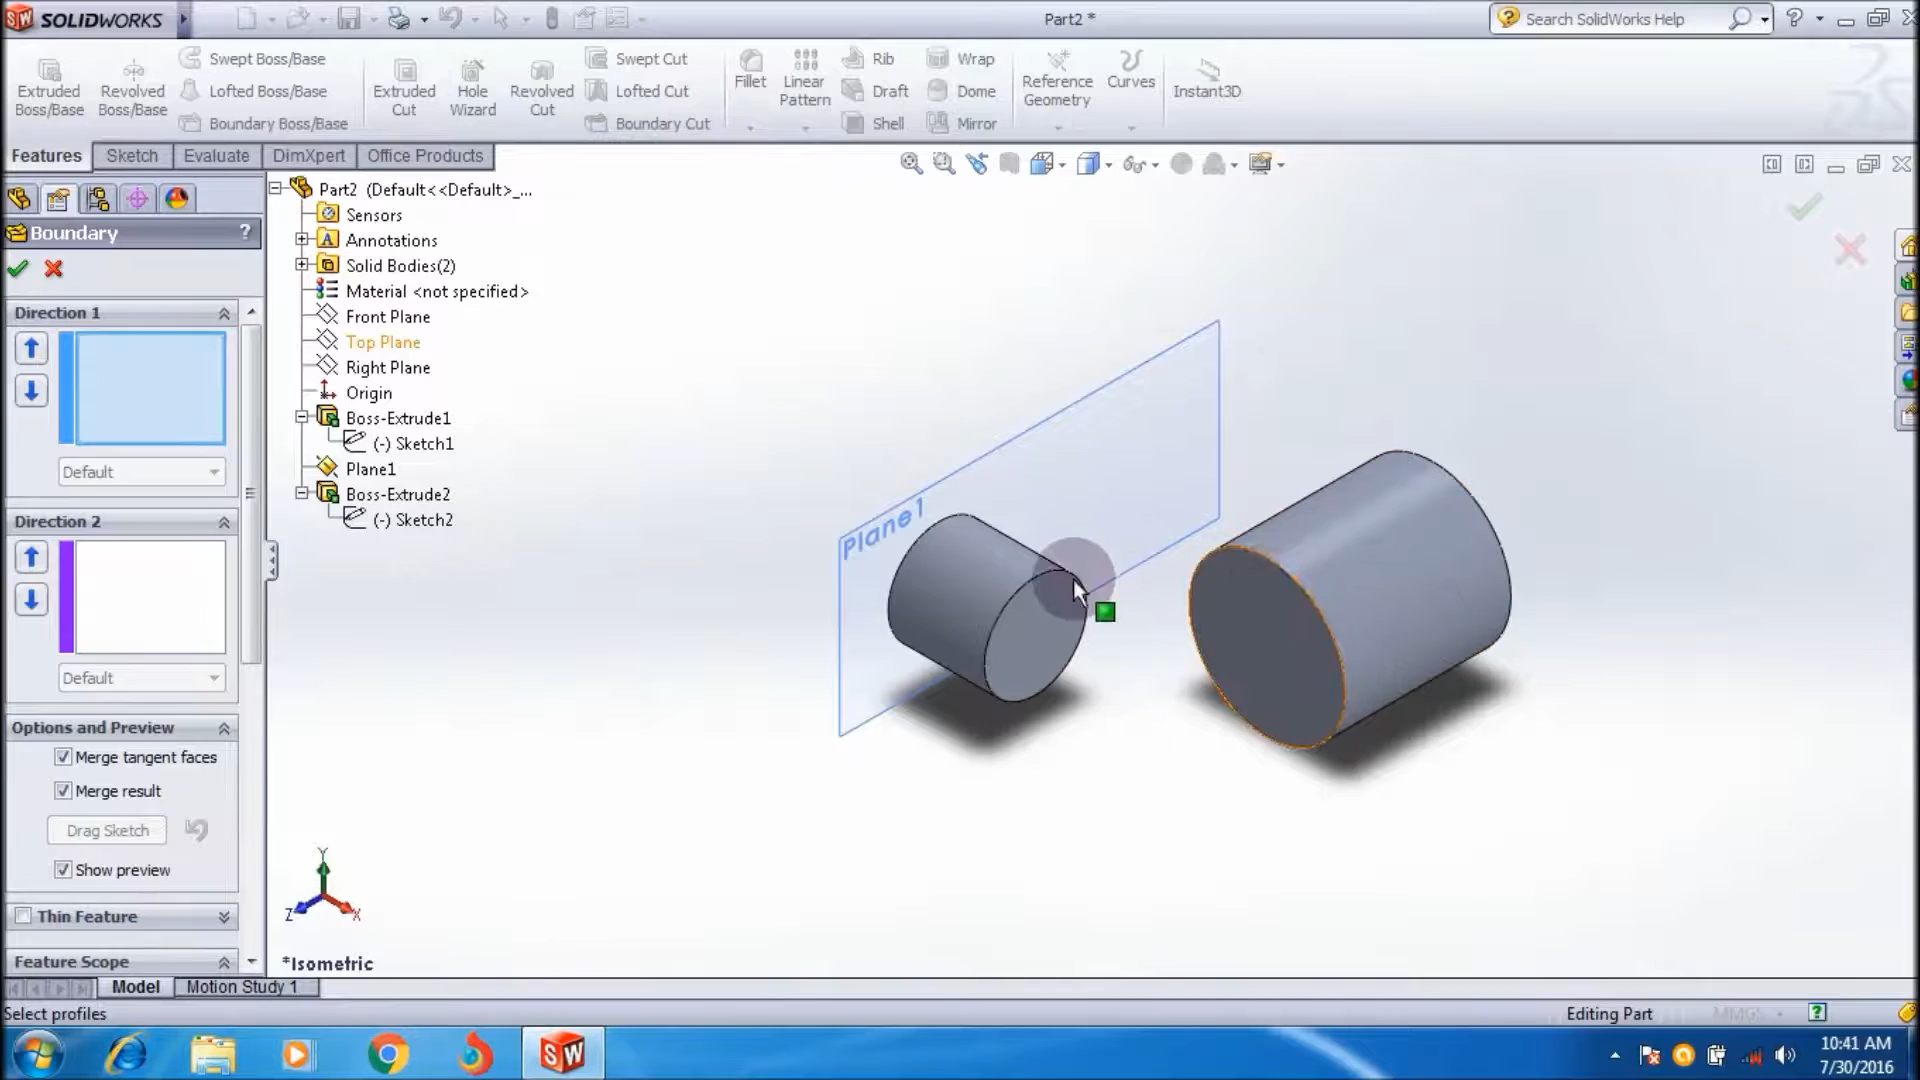 SOLIDWORKS
Part2 *
Search SolidWorks Help
Extruded Boss/Base
Revolved Boss/Base
Swept Boss/Base
Lofted Boss/Base
Boundary Boss/Base
Extruded Cut
Hole Wizard
Revolved Cut
Swept Cut
Lofted Cut
Boundary Cut
Fillet
Linear Pattern
Rib
Draft
Shell
Wrap
Dome
Mirror
Reference Geometry
Curves
Instant3D
Features
Sketch
Evaluate
DimXpert
Office Products
Boundary
?
Direction 1
Default
Direction 2
Default
Options and Preview
Merge tangent faces
Merge result
Drag Sketch
Show preview
Thin Feature
Feature Scope
Part2 (Default<<Default>_...
Sensors
Annotations
Solid Bodies(2)
Material <not specified>
Front Plane
Top Plane
Right Plane
Origin
Boss-Extrude1
(-) Sketch1
Plane1
Boss-Extrude2
(-) Sketch2
Plane1
Y
Z
X
*Isometric
Model
Motion Study 1
Select profiles
Editing Part
MMGS
?
SW
10:41 AM
7/30/2016